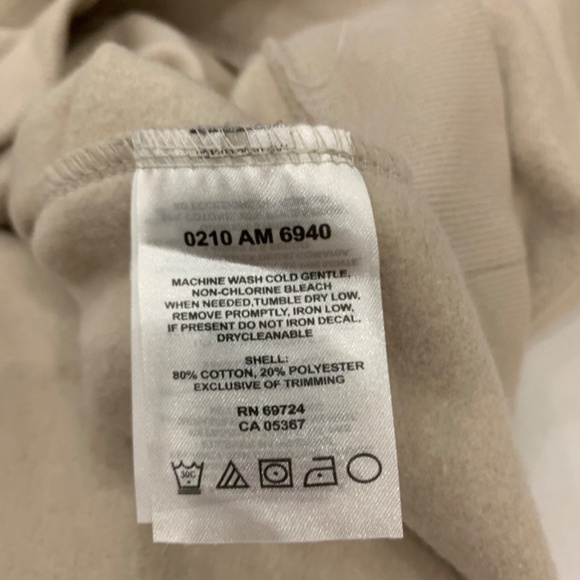 0210 AM 6940
MACHINE WASH COLD GENTLE,
NON-CHLORINE BLEACH
WHEN NEEDED,TUMBLE DRY LOW,
REMOVE PROMPTLY, IRON LOW,
IF PRESENT DO NOT IRON DECAL.
DRYCLEANABLE
SHELL:
80% COTTON, 20% POLYESTER
EXCLUSIVE OF TRIMMING
RN 69724
CA 05367
30C